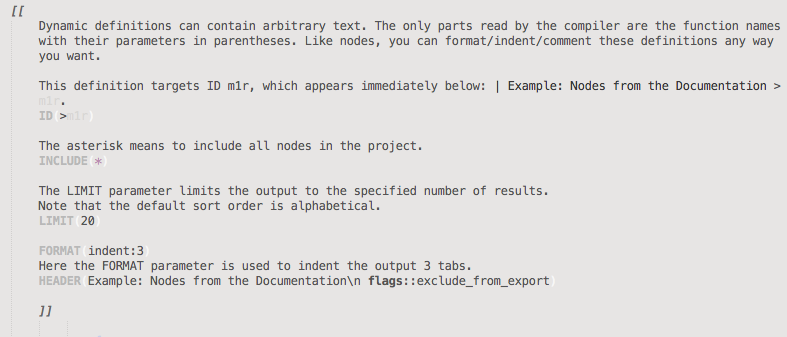 [[
Dynamic definitions can contain arbitrary text. The only parts read by the compiler are the function names
with their parameters in parentheses. Like nodes, you can format/indent/comment these definitions any way
you want.
This definition targets ID m1r, which appears immediately below: | Example: Nodes from the Documentation >
m1r.
ID(>m1r)
The asterisk means to include all nodes in the project.
INCLUDE(*)
The LIMIT parameter limits the output to the specified number of results.
Note that the default sort order is alphabetical.
LIMIT(20)
FORMAT(indent:3)
Here the FORMAT parameter is used to indent the output 3 tabs.
HEADER(Example: Nodes from the Documentation\n flags::exclude_from_export)
]]